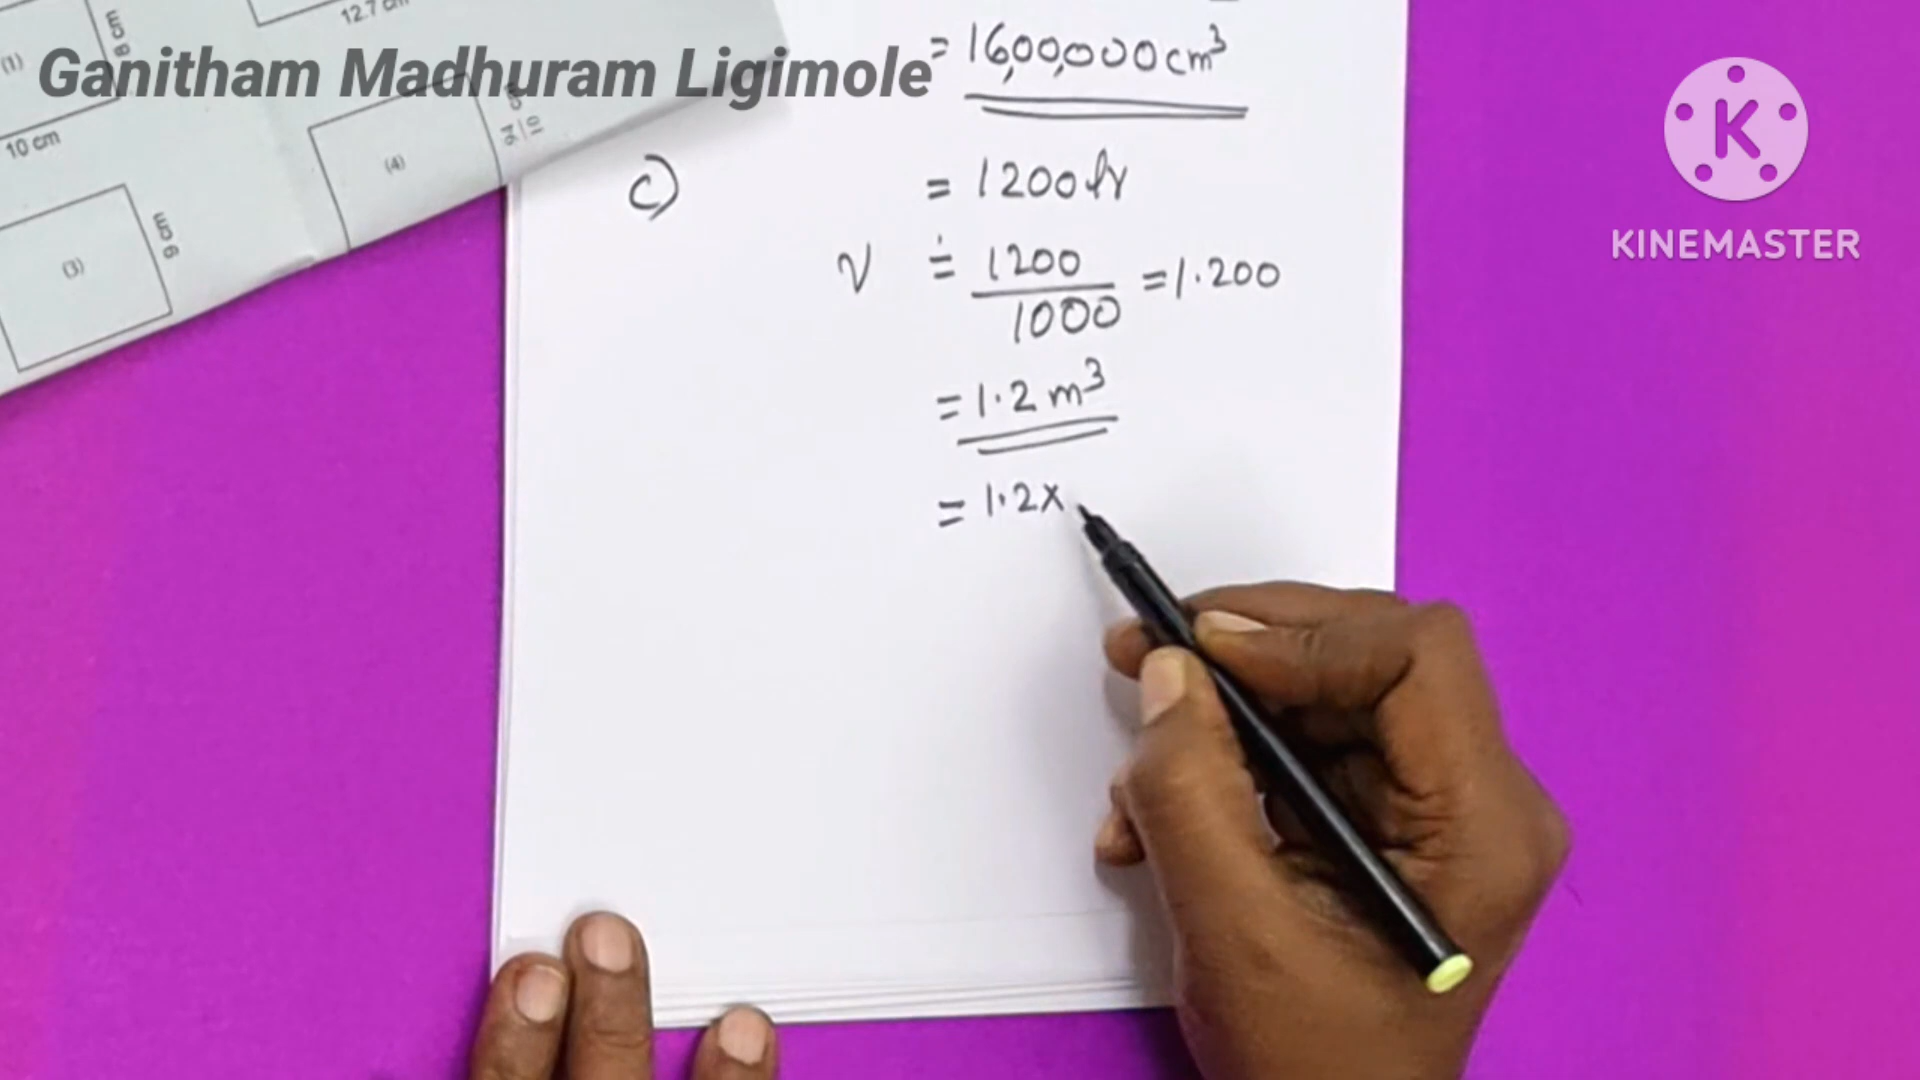 Ganitham Madhuram Ligimole
KINEMASTER
K
(1)
8 cm
12.7 cm
10 cm
(4)
(3)
9 cm
= 16,00,000 cm³
c) = 1200 ltr
V = 1200/1000 = 1.200
= 1.2 m³
= 1.2 x